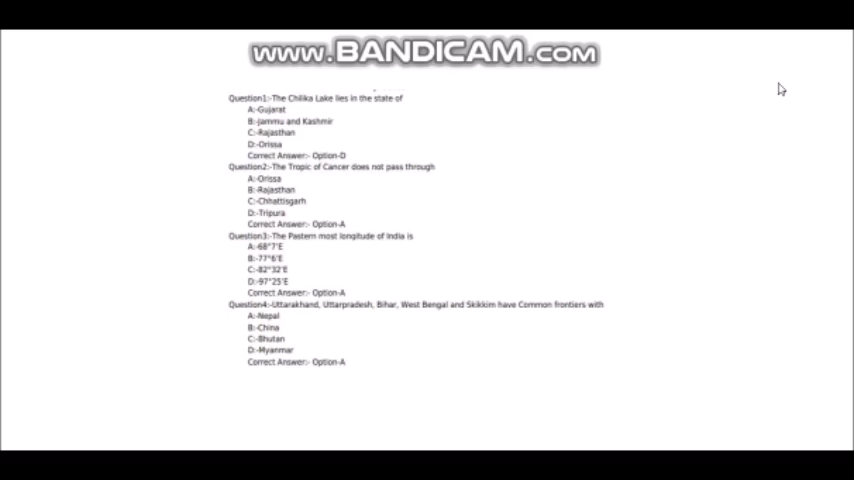 www.BANDICAM.com
Question1:-The Chilika Lake lies in the state of
A:-Gujarat
B:-Jammu and Kashmir
C:-Rajasthan
D:-Orissa
Correct Answer:- Option-D
Question2:-The Tropic of Cancer does not pass through
A:-Orissa
B:-Rajasthan
C:-Chhattisgarh
D:-Tripura
Correct Answer:- Option-A
Question3:-The Pastern most longitude of India is
A:-68°7'E
B:-77°6'E
C:-82°32'E
D:-97°25'E
Correct Answer:- Option-A
Question4:-Uttarakhand, Uttarpradesh, Bihar, West Bengal and Skikkim have Common frontiers with
A:-Nepal
B:-China
C:-Bhutan
D:-Myanmar
Correct Answer:- Option-A